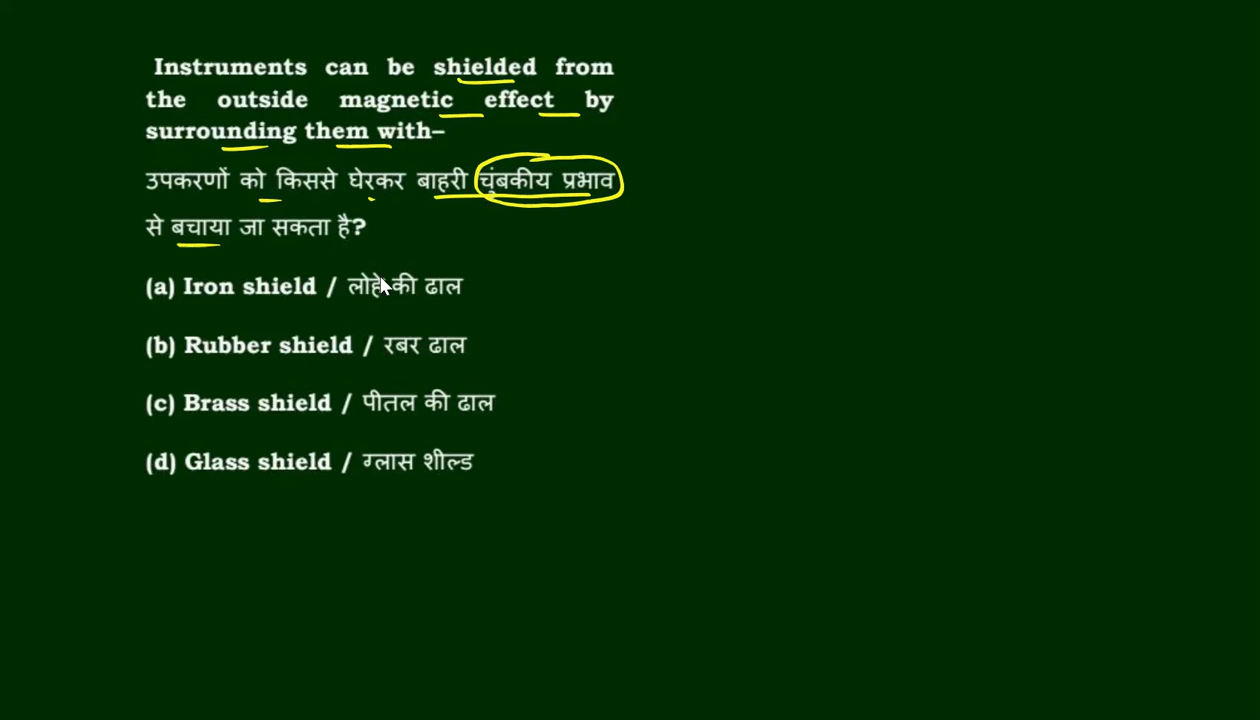 Instruments can be shielded from
the outside magnetic effect by
surrounding them with–
उपकरणों को किससे घेरकर बाहरी चुंबकीय प्रभाव
से बचाया जा सकता है?
(a) Iron shield / लोहे की ढाल
(b) Rubber shield / रबर ढाल
(c) Brass shield / पीतल की ढाल
(d) Glass shield / ग्लास शील्ड